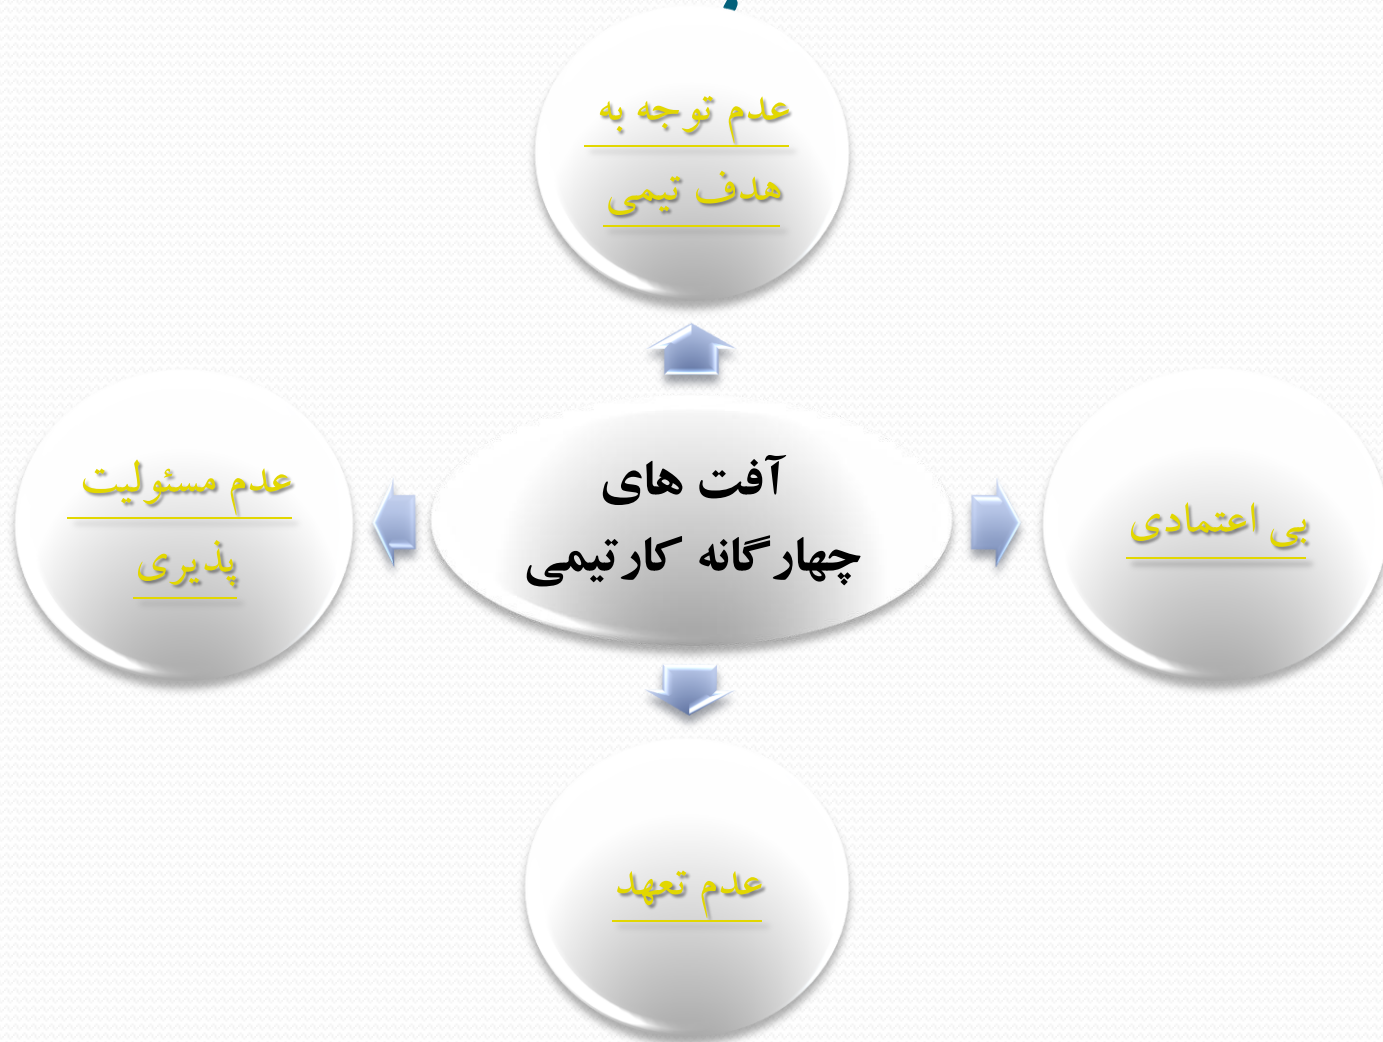 عدم توجه به
هدف تیمی
آفت های
چهارگانه کارتیمی
بی اعتمادی
عدم مسئولیت
پذیری
عدم تعهد